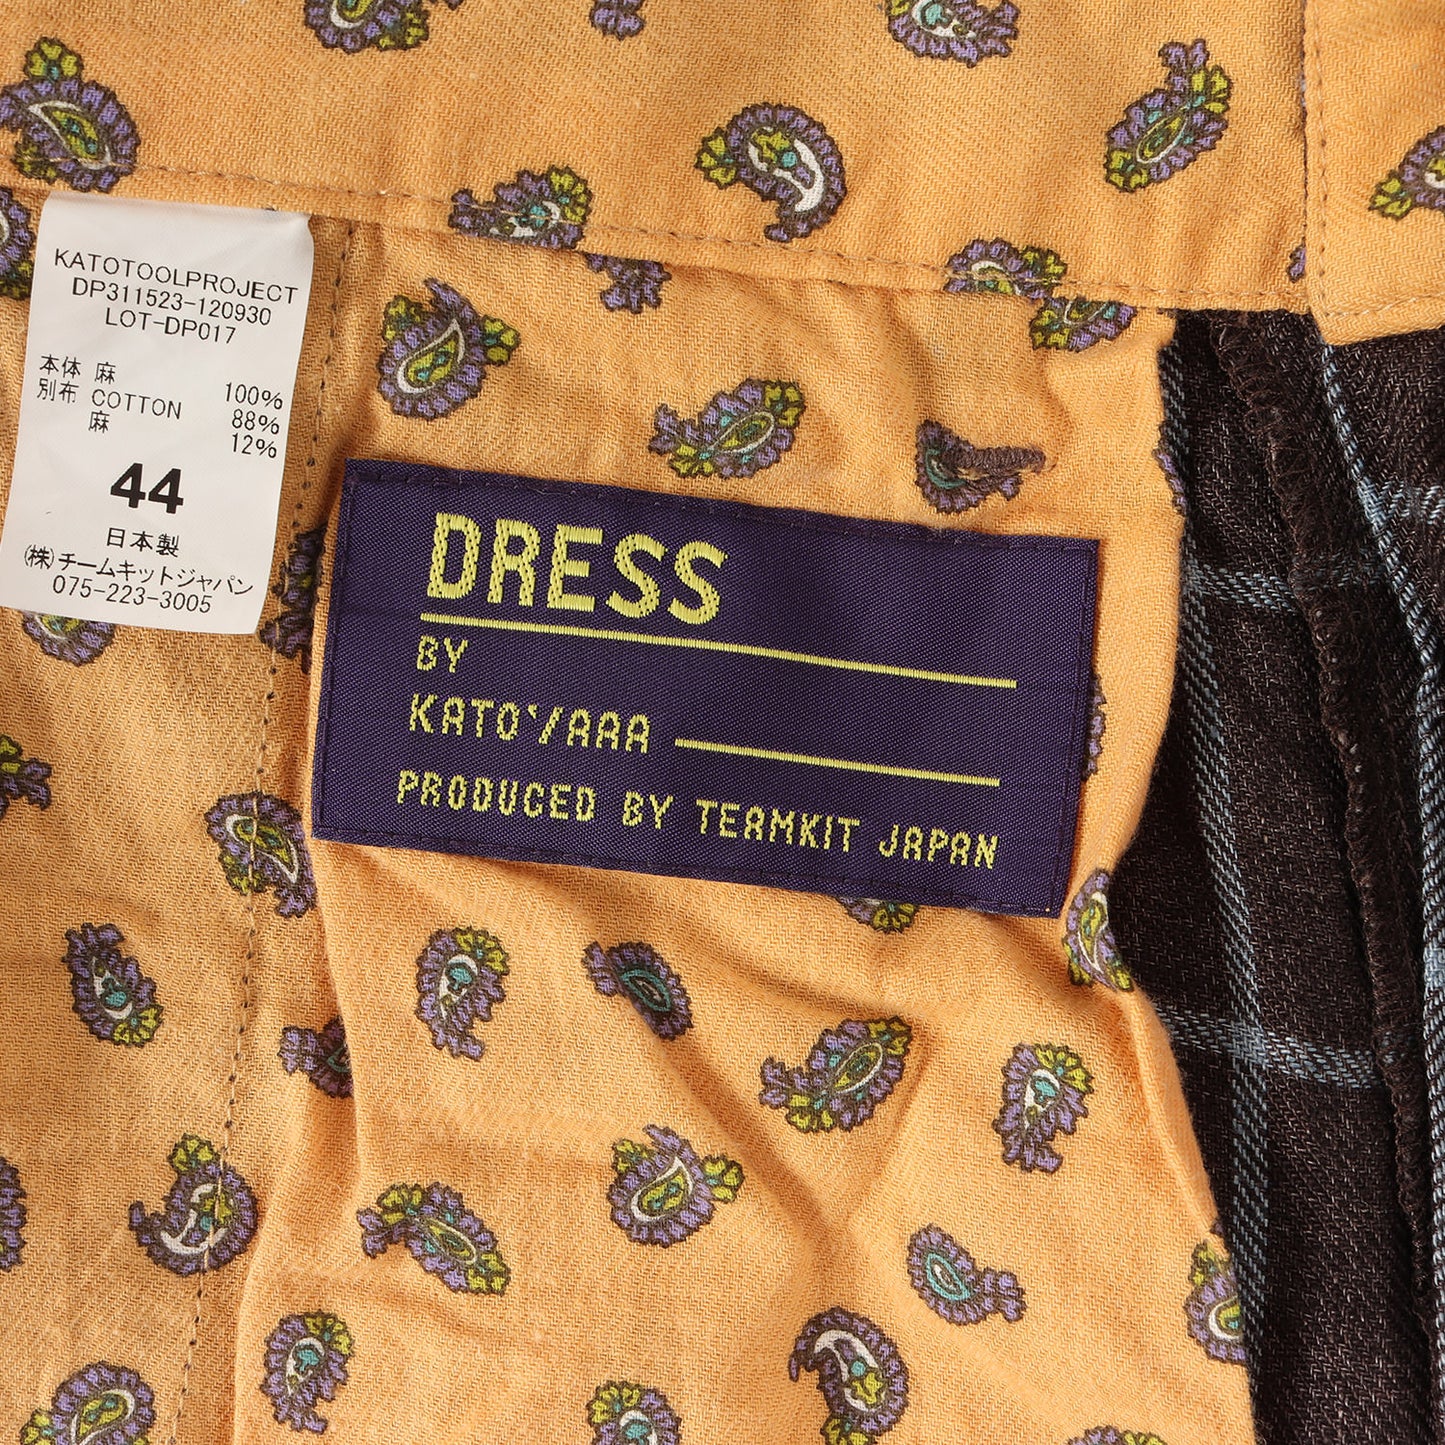 KATOTOOLPROJECT
DP311523-120930
LOT-DP017
本体 麻 100%
別布 COTTON 88%
麻 12%
44
日本製
(株)チームキットジャパン
075-223-3005
DRESS
BY
KATO`/AAA
PRODUCED BY TEAMKIT JAPAN